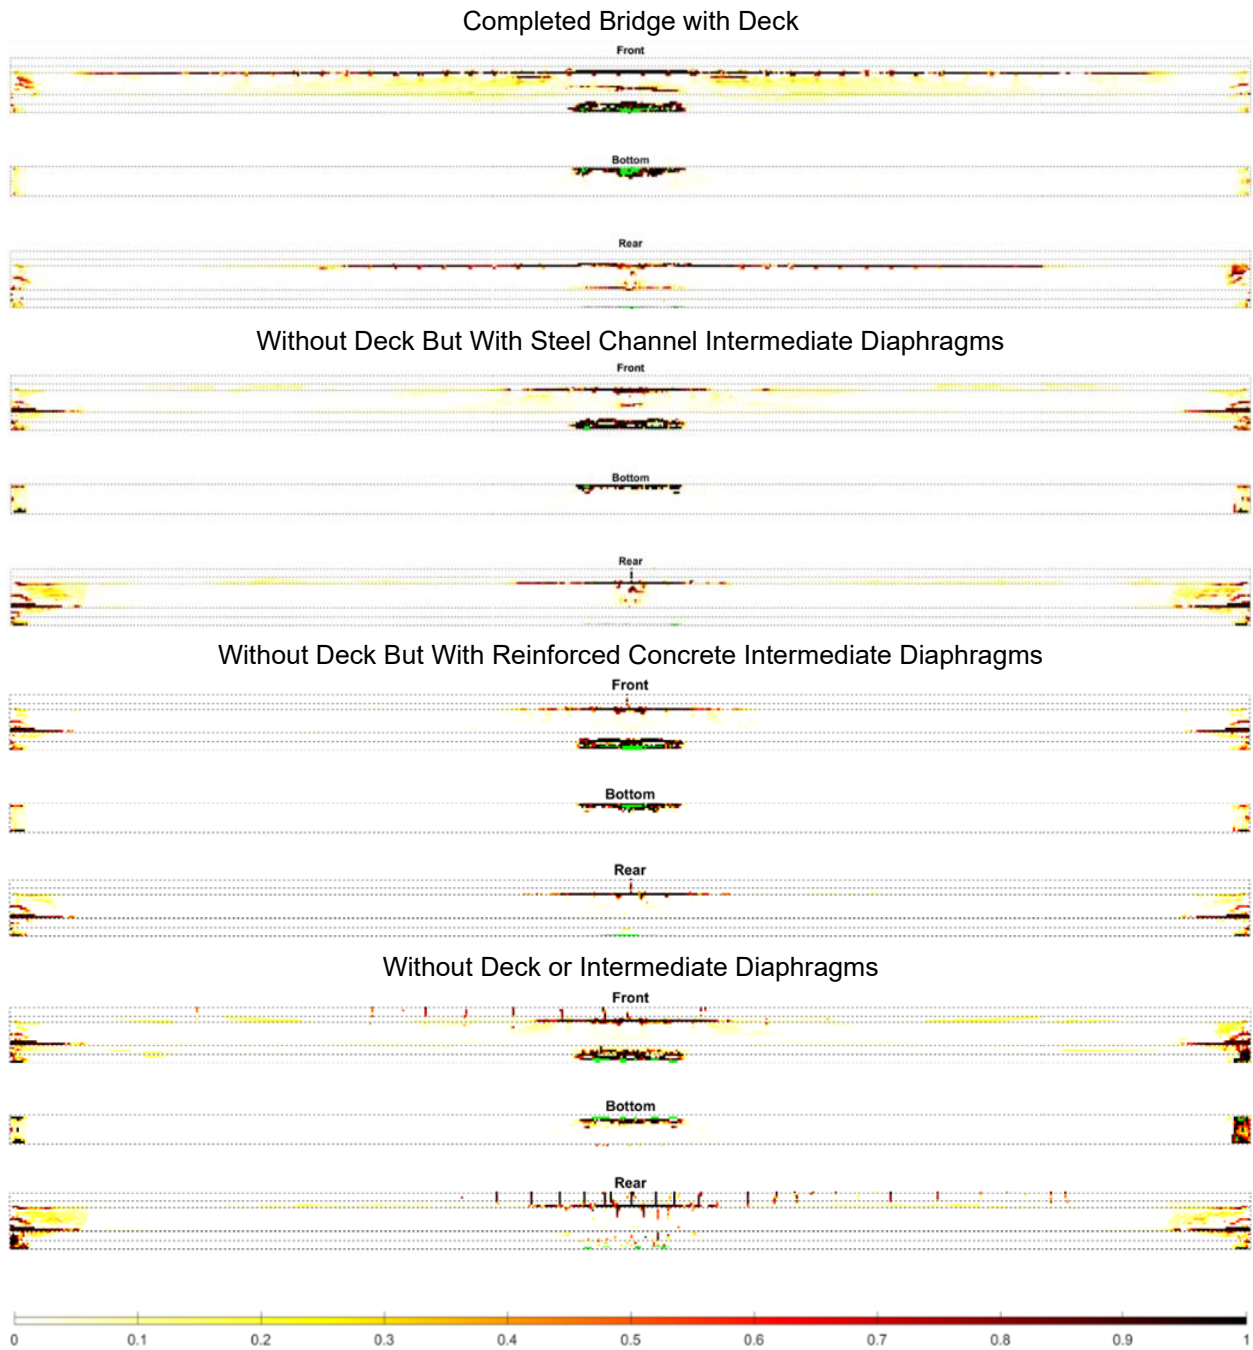 Completed Bridge with Deck
Front
Bottom
Rear
Without Deck But With Steel Channel Intermediate Diaphragms
Front
Bottom
Rear
Without Deck But With Reinforced Concrete Intermediate Diaphragms
Front
Bottom
Rear
Without Deck or Intermediate Diaphragms
Front
Bottom
Rear
0 0.1 0.2 0.3 0.4 0.5 0.6 0.7 0.8 0.9 1